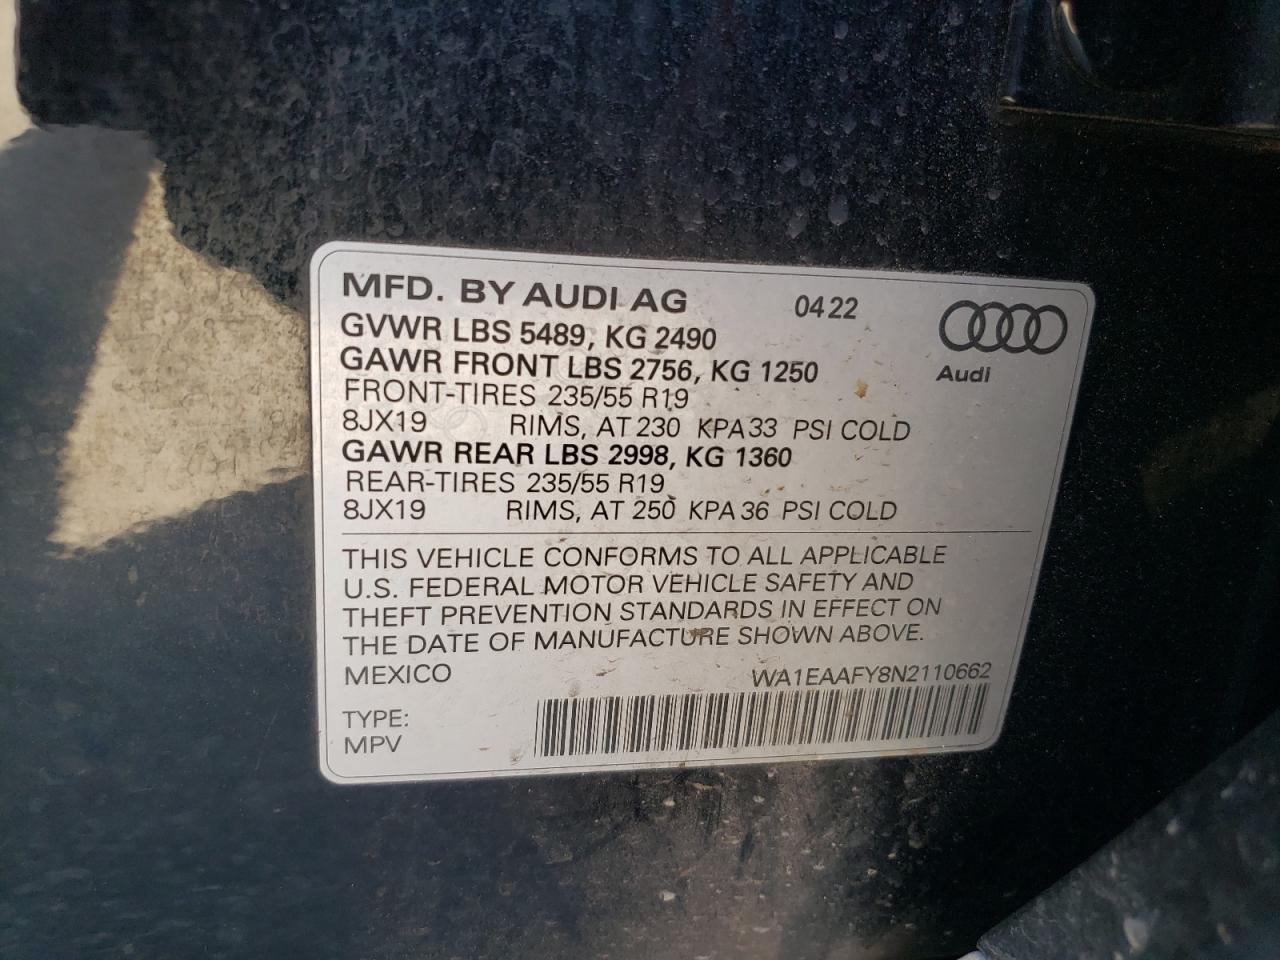 MFD. BY AUDI AG 0422
GVWR LBS 5489, KG 2490
GAWR FRONT LBS 2756, KG 1250
Audi
FRONT-TIRES 235/55 R19
8JX19 RIMS, AT 230 KPA 33 PSI COLD
GAWR REAR LBS 2998, KG 1360
REAR-TIRES 235/55 R19
8JX19 RIMS, AT 250 KPA 36 PSI COLD
THIS VEHICLE CONFORMS TO ALL APPLICABLE
U.S. FEDERAL MOTOR VEHICLE SAFETY AND
THEFT PREVENTION STANDARDS IN EFFECT ON
THE DATE OF MANUFACTURE SHOWN ABOVE.
MEXICO WA1EAAFY8N2110662
TYPE:
MPV